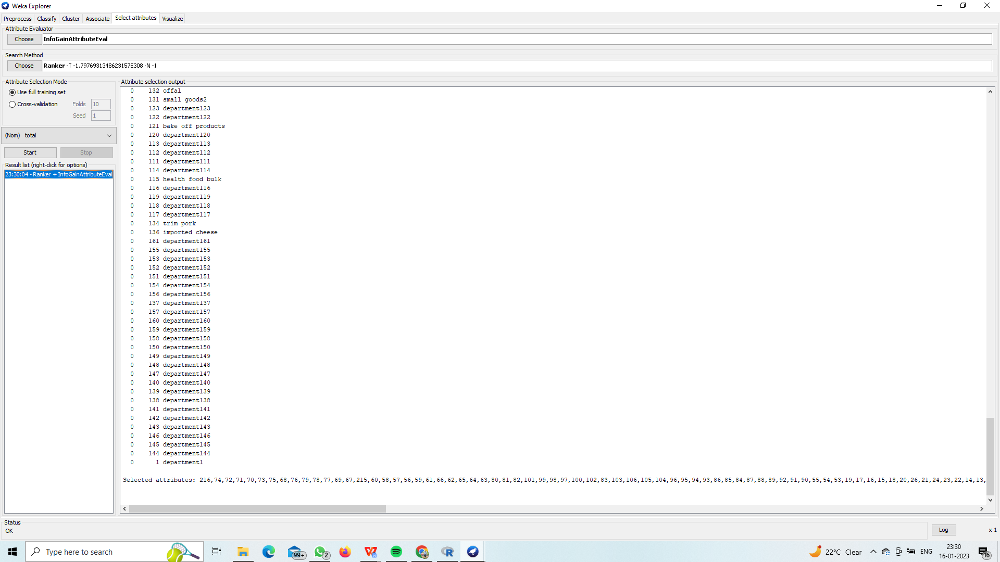 Weka Explorer
Preprocess Classify Cluster Associate Select attributes Visualize
Attribute Evaluator
Choose InfoGainAttributeEval
Search Method
Choose Ranker -T -1.7976931348623157E308 -N -1
Attribute Selection Mode
Use full training set
Cross-validation Folds 10
Seed 1
(Nom) total
Start Stop
Result list (right-click for options)
23:30:04 - Ranker + InfoGainAttributeEval
Attribute selection output
0 132 offal
0 131 small goods2
0 123 department123
0 122 department122
0 121 bake off products
0 120 department120
0 113 department113
0 112 department112
0 111 department111
0 114 department114
0 115 health food bulk
0 116 department116
0 119 department119
0 118 department118
0 117 department117
0 134 trim pork
0 136 imported cheese
0 161 department161
0 155 department155
0 153 department153
0 152 department152
0 151 department151
0 154 department154
0 156 department156
0 137 department137
0 157 department157
0 160 department160
0 159 department159
0 158 department158
0 150 department150
0 149 department149
0 148 department148
0 147 department147
0 140 department140
0 139 department139
0 138 department138
0 141 department141
0 142 department142
0 143 department143
0 146 department146
0 145 department145
0 144 department144
0 1 department1
Selected attributes: 216,74,72,71,70,73,75,68,76,79,78,77,69,67,215,60,58,57,56,59,61,66,62,65,64,63,80,81,82,101,99,98,97,100,102,83,103,106,105,104,96,95,94,93,86,85,84,87,88,89,92,91,90,55,54,53,19,17,16,15,18,20,26,21,24,23,22,14,13,
Status
OK
Log
x 1
Type here to search
99+
2
22°C Clear
ENG
23:30
16-01-2023
16